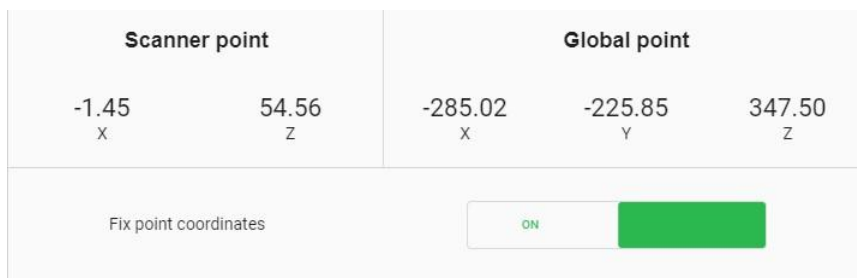 Scanner point Global point
-1.45 54.56 -285.02 -225.85 347.50
X Z X Y Z
Fix point coordinates ON